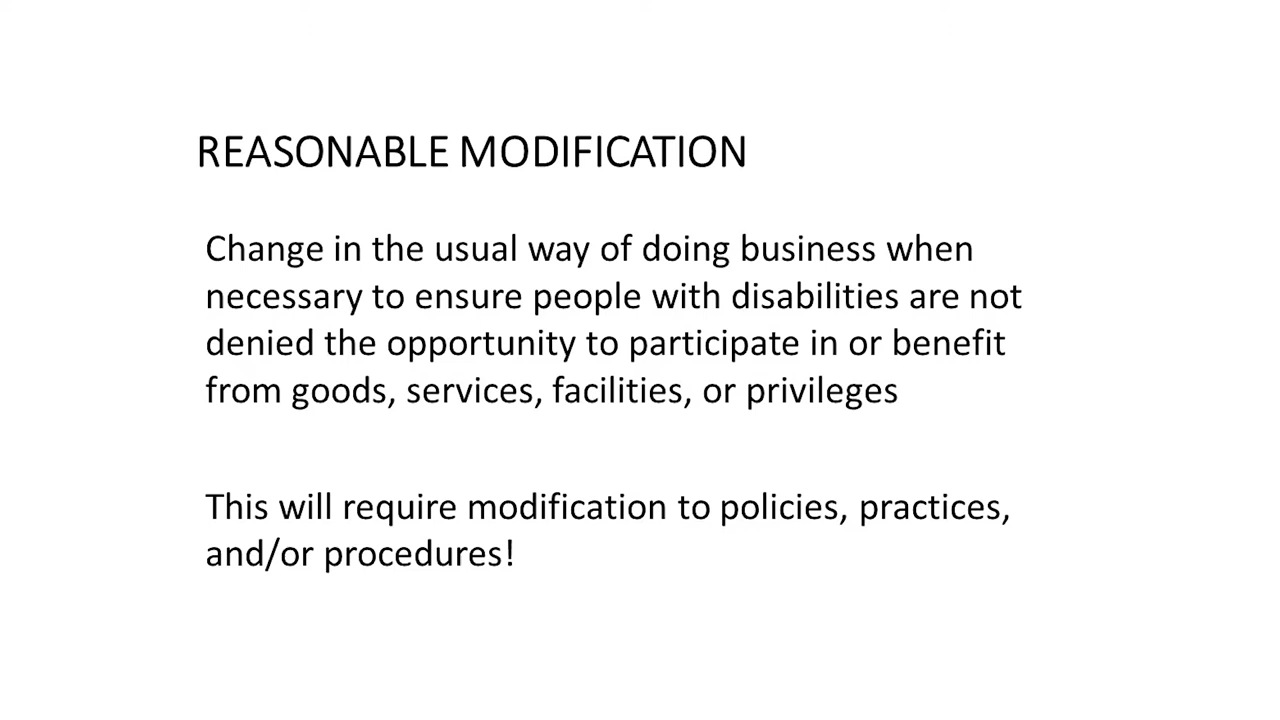 REASONABLE MODIFICATION
Change in the usual way of doing business when
necessary to ensure people with disabilities are not
denied the opportunity to participate in or benefit
from goods, services, facilities, or privileges
This will require modification to policies, practices,
and/or procedures!